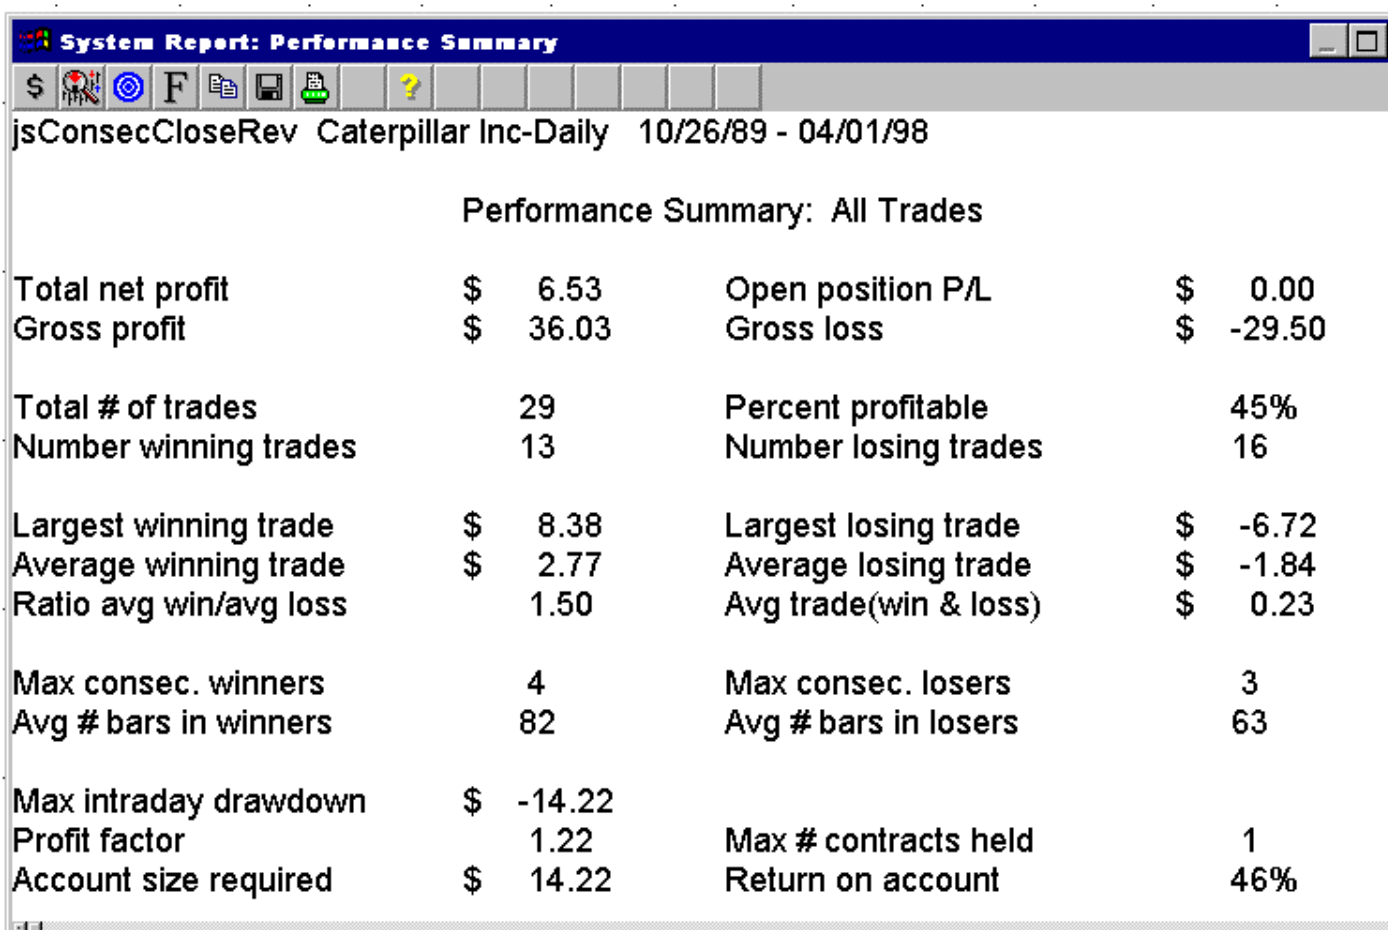 System Report: Performance Summary
$ F ?
jsConsecCloseRev Caterpillar Inc-Daily 10/26/89 - 04/01/98
Performance Summary: All Trades
Total net profit $ 6.53 Open position P/L $ 0.00
Gross profit $ 36.03 Gross loss $ -29.50
Total # of trades 29 Percent profitable 45%
Number winning trades 13 Number losing trades 16
Largest winning trade $ 8.38 Largest losing trade $ -6.72
Average winning trade $ 2.77 Average losing trade $ -1.84
Ratio avg win/avg loss 1.50 Avg trade(win & loss) $ 0.23
Max consec. winners 4 Max consec. losers 3
Avg # bars in winners 82 Avg # bars in losers 63
Max intraday drawdown $ -14.22
Profit factor 1.22 Max # contracts held 1
Account size required $ 14.22 Return on account 46%